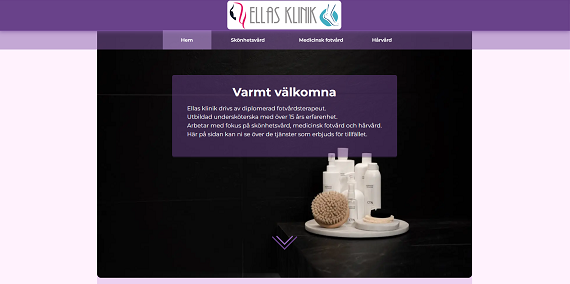 ELLAS KLINIK
Hem
Skönhetsvård
Medicinsk fotvård
Hårvård
Varmt välkomna
Ellas klinik drivs av diplomerad fotvårdsterapeut.
Utbildad undersköterska med över 15 års erfarenhet.
Arbetar med fokus på skönhetsvård, medicinsk fotvård och hårvård.
Här på sidan kan ni se över de tjänster som erbjuds för tillfället.